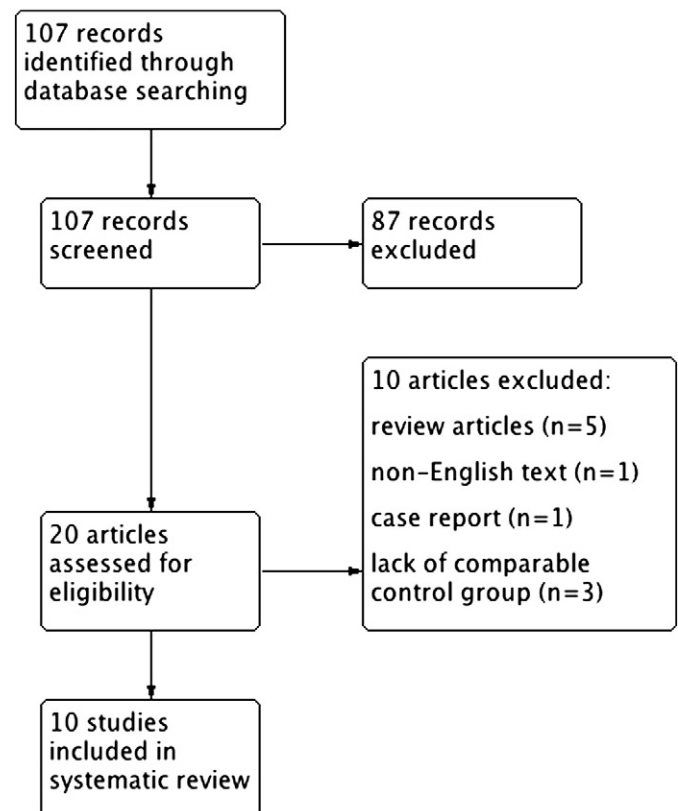 107 records
identified through
database searching
107 records
screened
87 records
excluded
10 articles excluded:
review articles (n=5)
non-English text (n=1)
case report (n=1)
lack of comparable
control group (n=3)
20 articles
assessed for
eligibility
10 studies
included in
systematic review